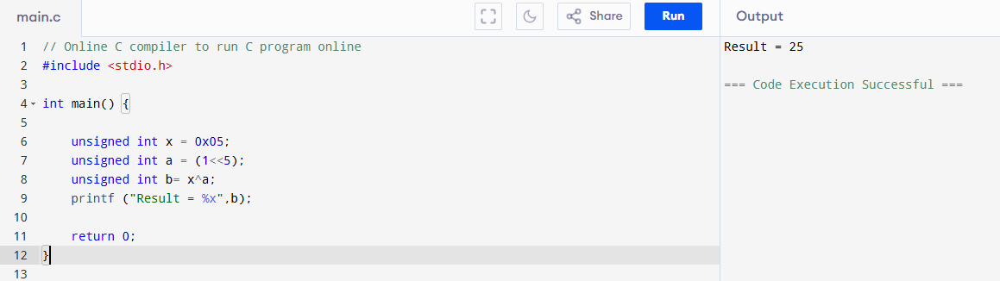 main.c
Share
Run
Output
1 // Online C compiler to run C program online
2 #include <stdio.h>
3
4 int main() {
5
6     unsigned int x = 0x05;
7     unsigned int a = (1<<5);
8     unsigned int b= x^a;
9     printf ("Result = %x",b);
10
11     return 0;
12 }
13
Result = 25
=== Code Execution Successful ===